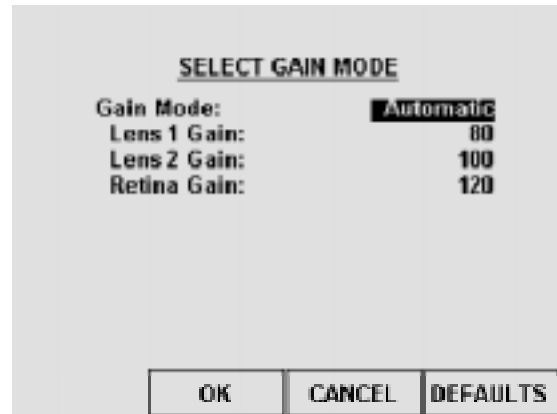 SELECT GAIN MODE
Gain Mode: Automatic
Lens 1 Gain: 80
Lens 2 Gain: 100
Retina Gain: 120
OK CANCEL DEFAULTS